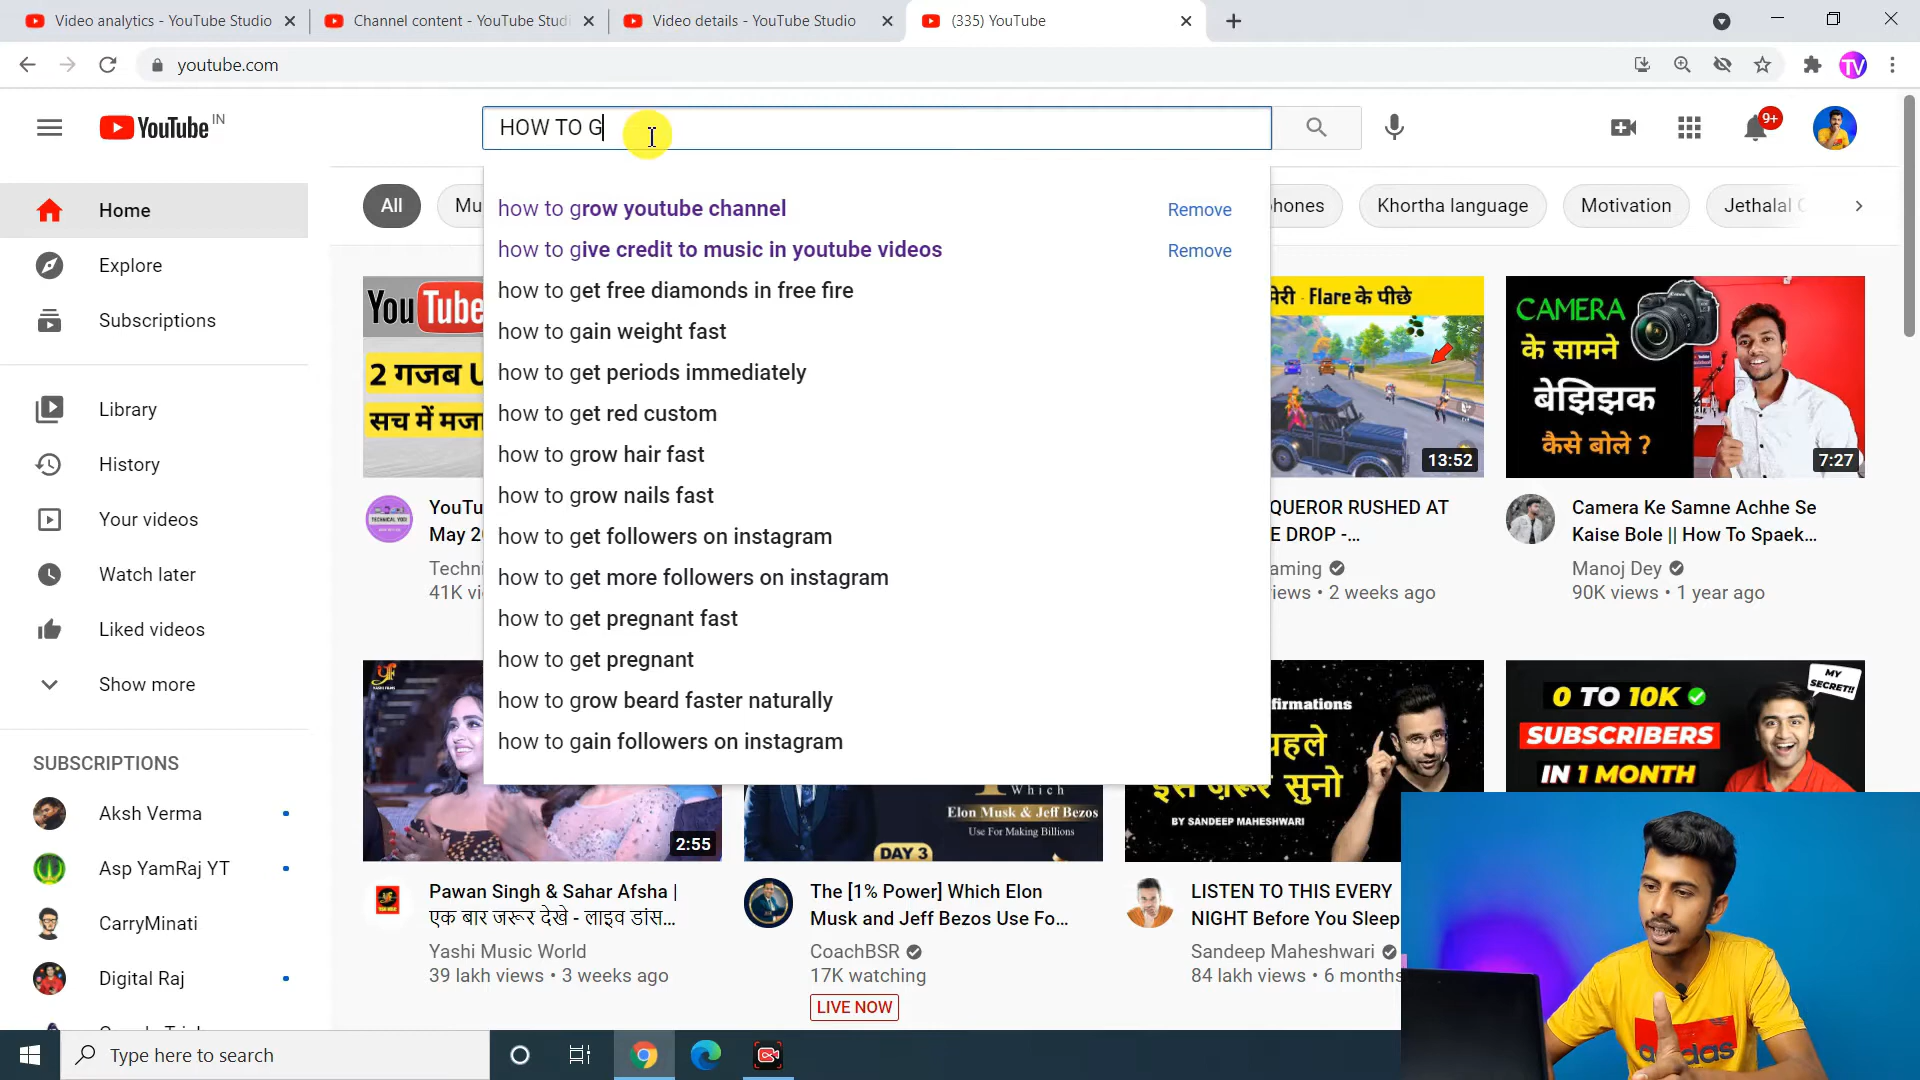 Video analytics - YouTube Studio
Channel content - YouTube Studi
Video details - YouTube Studio
(335) YouTube
youtube.com
TV
YouTube IN
HOW TO G
9+
how to grow youtube channel Remove
how to give credit to music in youtube videos Remove
how to get free diamonds in free fire
how to gain weight fast
how to get periods immediately
how to get red custom
how to grow hair fast
how to grow nails fast
how to get followers on instagram
how to get more followers on instagram
how to get pregnant fast
how to get pregnant
how to grow beard faster naturally
how to gain followers on instagram
Home
Explore
Subscriptions
Library
History
Your videos
Watch later
Liked videos
Show more
SUBSCRIPTIONS
Aksh Verma
Asp YamRaj YT
CarryMinati
Digital Raj
All
Mu
hones
Khortha language
Motivation
Jethalal
You Tube
2 गजब U
सच में मजा
TECHNICAL YOGI
YouTu
May 2
Techn
41K vi
मेरी Flare के पीछे
13:52
QUEROR RUSHED AT
E DROP -...
aming
iews • 2 weeks ago
CAMERA
के सामने
बेझिझक
कैसे बोले ?
7:27
Camera Ke Samne Achhe Se
Kaise Bole || How To Spaek...
Manoj Dey
90K views • 1 year ago
2:55
Pawan Singh & Sahar Afsha |
एक बार जरूर देखे - लाइव डांस...
Yashi Music World
39 lakh views • 3 weeks ago
Which
Elon Musk & Jeff Bezos
Use For Making Billions
DAY 3
The [1% Power] Which Elon
Musk and Jeff Bezos Use Fo...
CoachBSR
17K watching
LIVE NOW
firmations
पहले
इसे ज़रूर सुनो
BY SANDEEP MAHESHWARI
LISTEN TO THIS EVERY
NIGHT Before You Sleep
Sandeep Maheshwari
84 lakh views • 6 months
MY
SECRET!!
0 TO 10K
SUBSCRIBERS
IN 1 MONTH
adidas
Type here to search